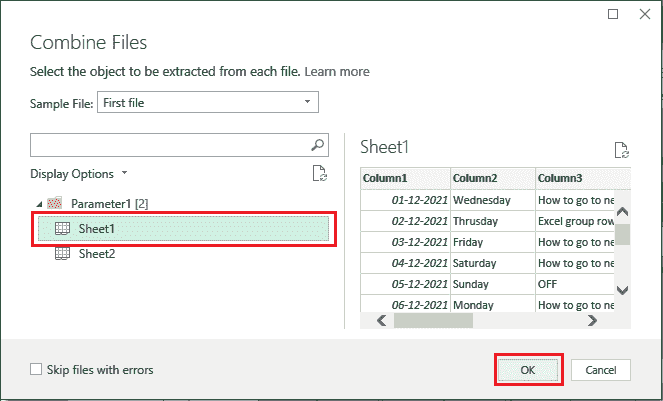 Combine Files
Select the object to be extracted from each file. Learn more
Sample File: First file
Display Options
Parameter1 [2]
Sheet1
Sheet2
Sheet1
Column1 Column2 Column3
01-12-2021 Wednesday How to go to ne
02-12-2021 Thrusday Excel group row
03-12-2021 Friday How to go to ne
04-12-2021 Saturday How to go to ne
05-12-2021 Sunday OFF
06-12-2021 Monday How to go to ne
Skip files with errors
OK Cancel